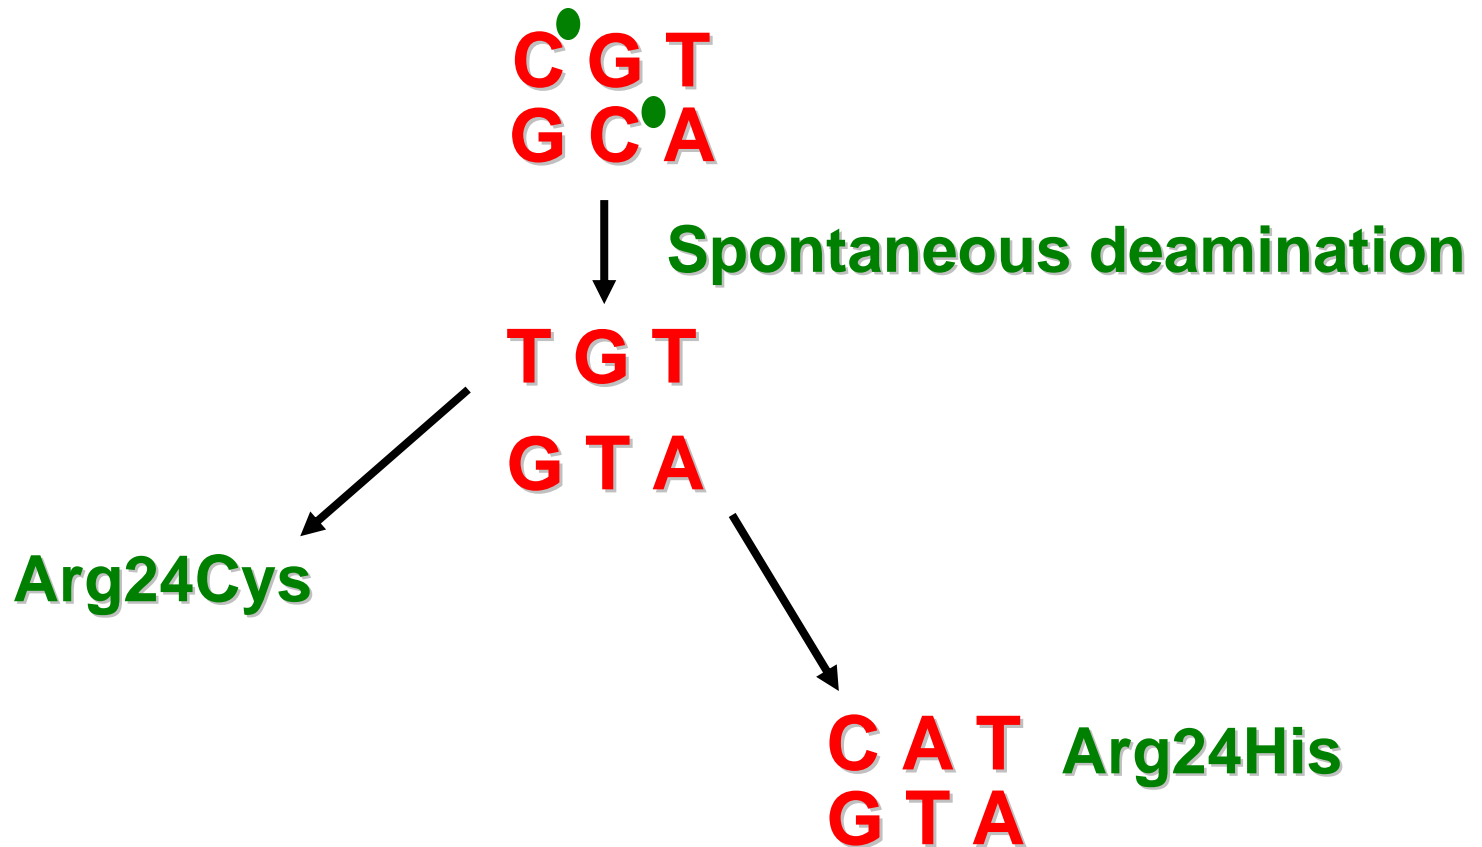 C G T
G C A
Spontaneous deamination
T G T
G T A
Arg24Cys
C A T
Arg24His
G T A